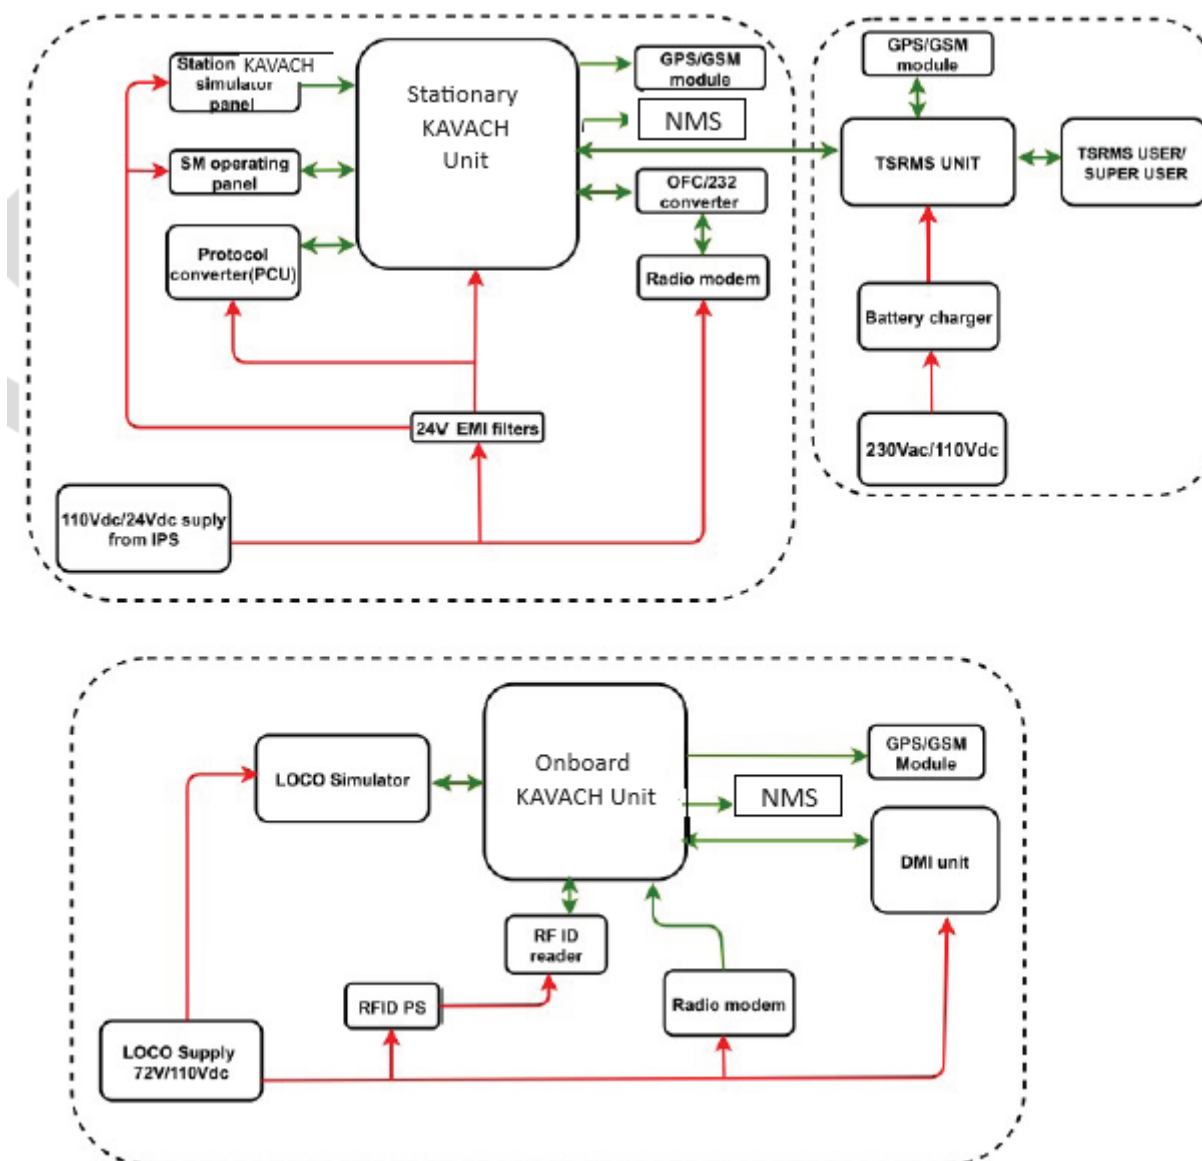 Station KAVACH
simulator
panel
Stationary
KAVACH
Unit
GPS/GSM
module
NMS
SM operating
panel
OFC/232
converter
Protocol
converter(PCU)
Radio modem
24V EMI filters
110Vdc/24Vdc suply
from IPS
GPS/GSM
module
TSRMS UNIT
TSRMS USER/
SUPER USER
Battery charger
230Vac/110Vdc
LOCO Simulator
Onboard
KAVACH Unit
GPS/GSM
Module
NMS
DMI unit
RF ID
reader
RFID PS
Radio modem
LOCO Supply
72V/110Vdc